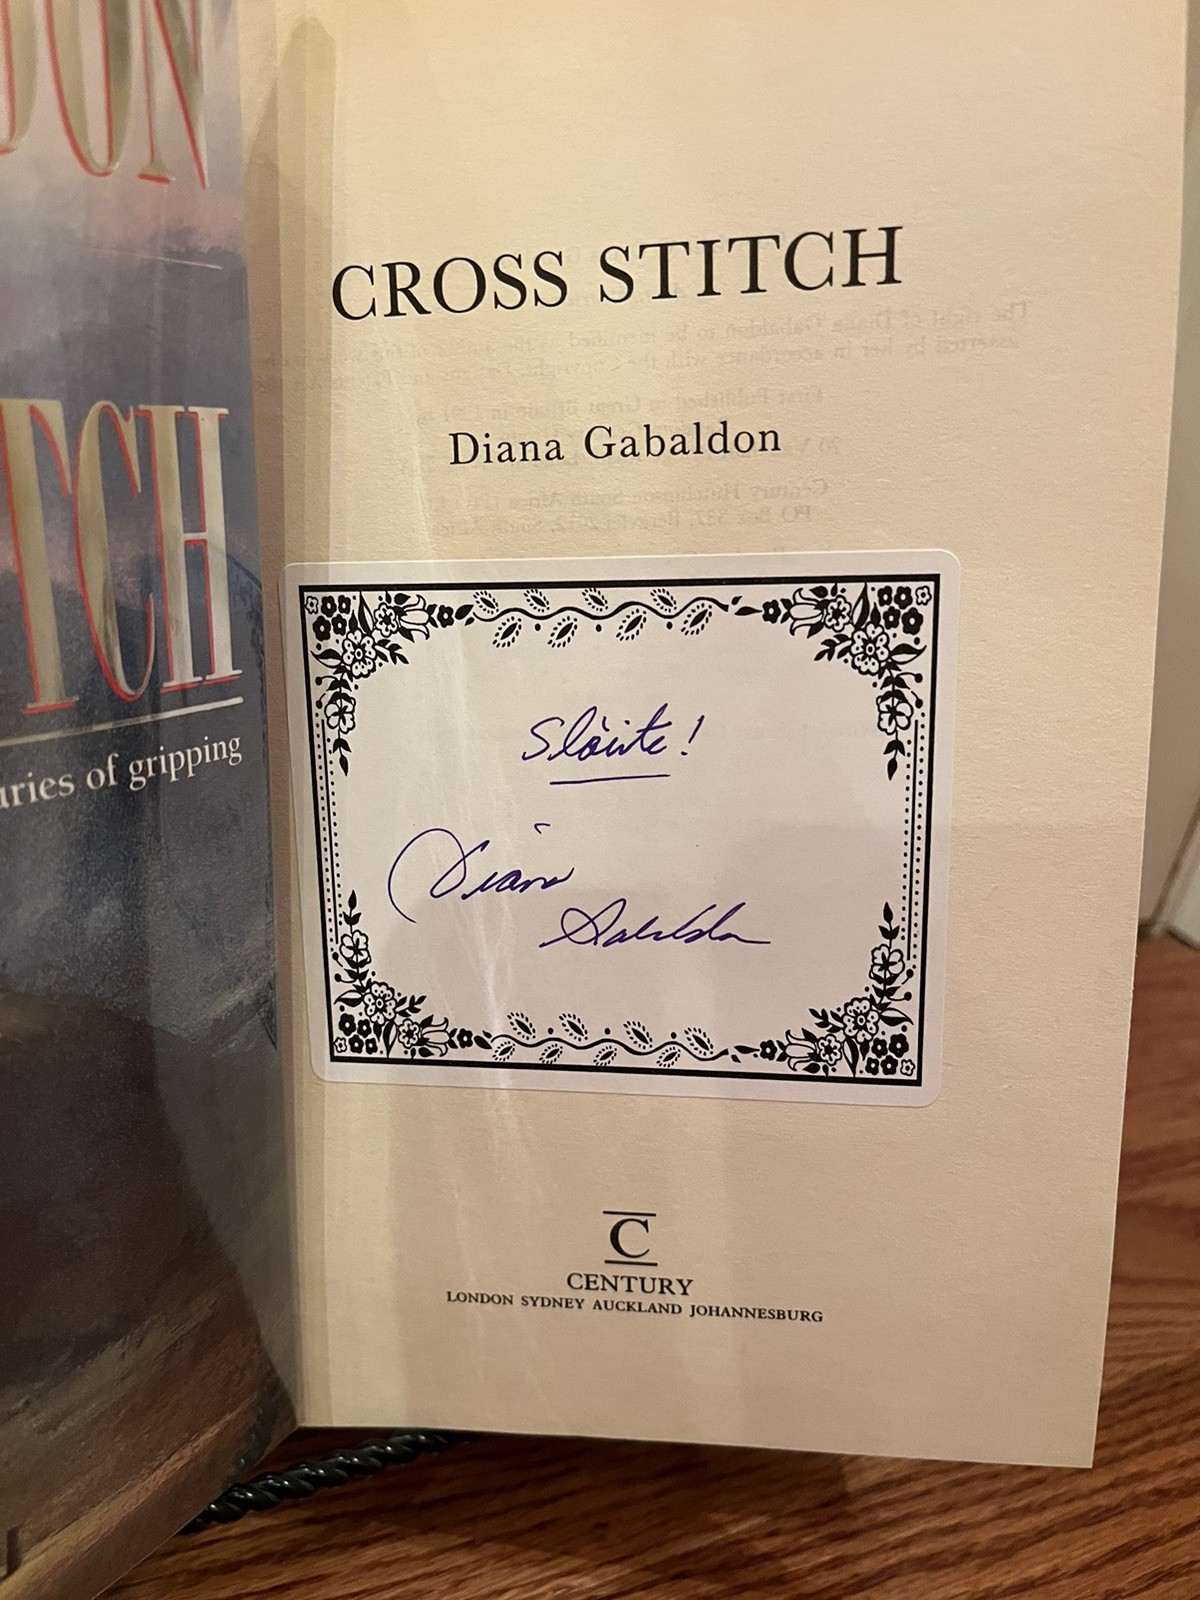 DON
TCH
uries of gripping
CROSS STITCH
Diana Gabaldon
Slàinte!
Diana
Gabaldon
C
CENTURY
LONDON SYDNEY AUCKLAND JOHANNESBURG